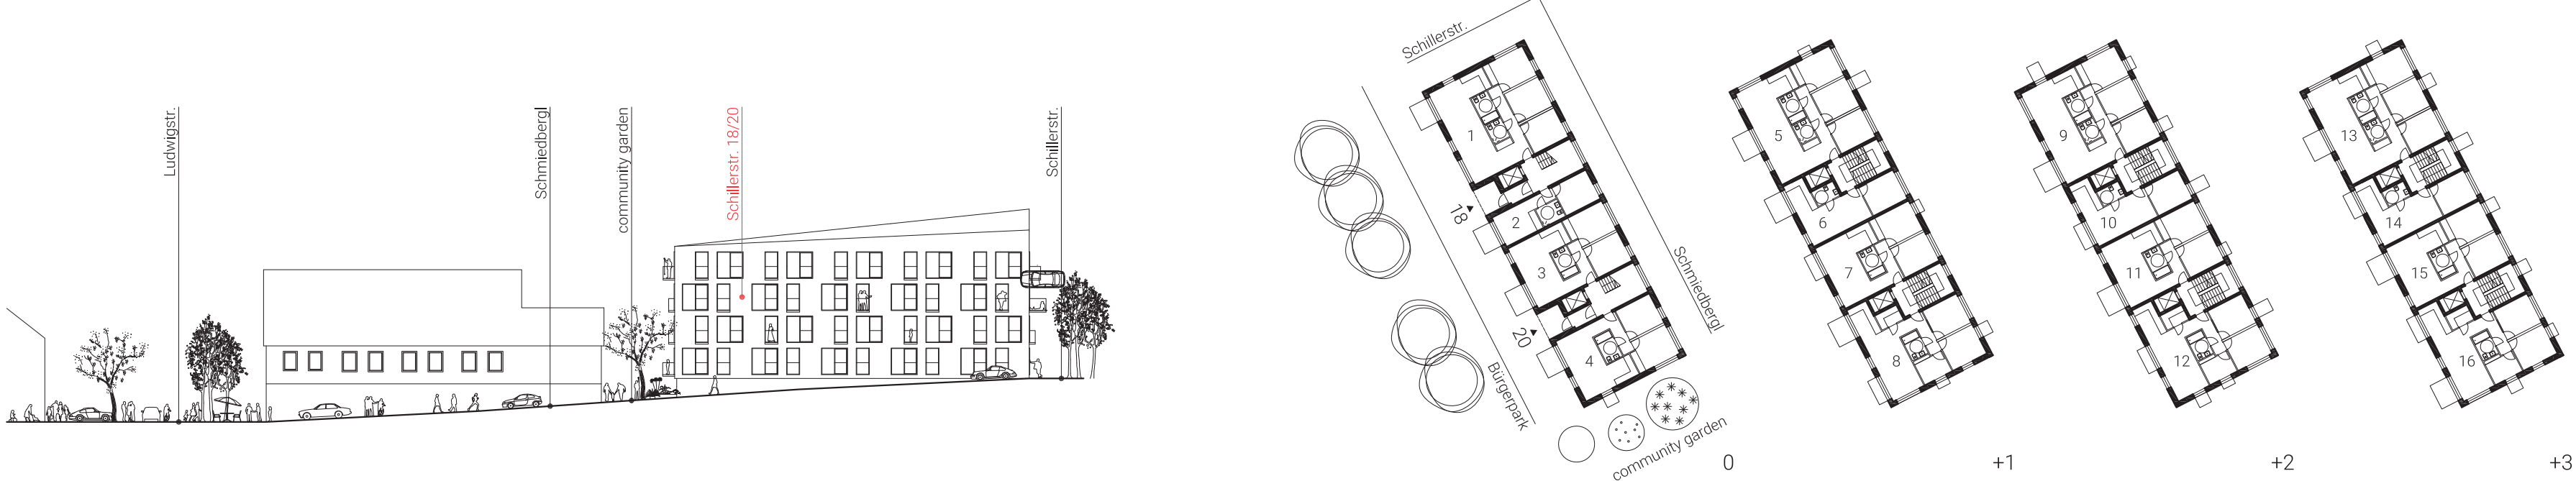 Ludwigstr.
Schmiedbergl
community garden
Schillerstr. 18/20
Schillerstr.
Schillerstr.
1
2
3
4
18
20
Schmiedbergl
Bürgerpark
community garden
0
5
6
7
8
+1
9
10
11
12
+2
13
14
15
16
+3